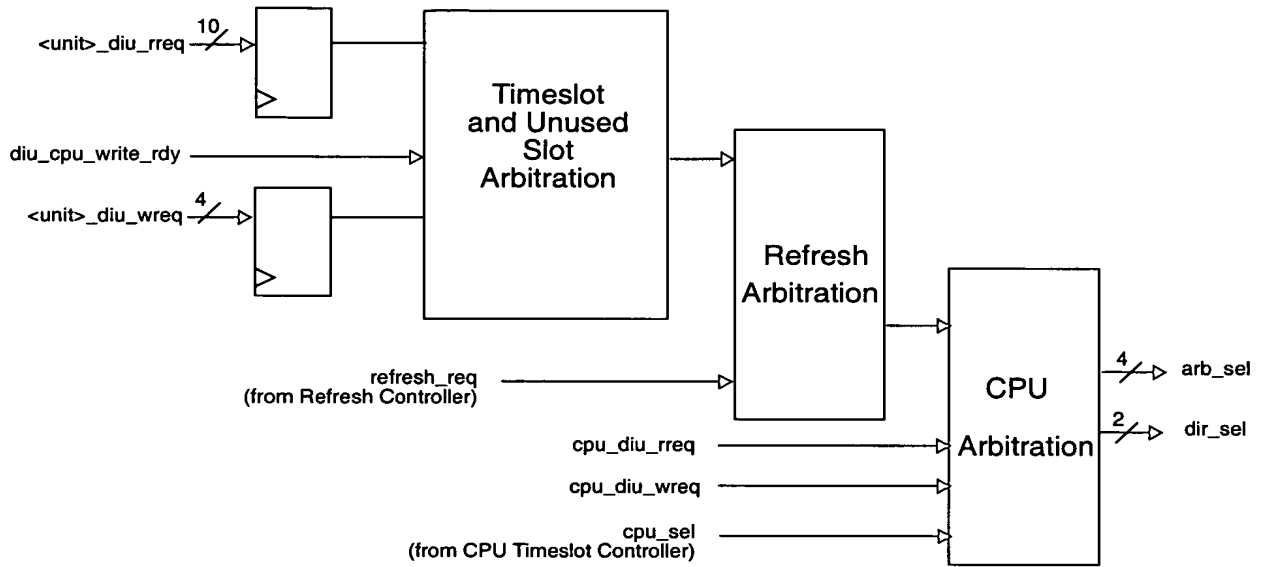 10
<unit>_diu_rreq
Timeslot
and Unused
Slot
Arbitration
diu_cpu_write_rdy
4
<unit>_diu_wreq
Refresh
Arbitration
refresh_req
(from Refresh Controller)
CPU
Arbitration
4
arb_sel
2
dir_sel
cpu_diu_rreq
cpu_diu_wreq
cpu_sel
(from CPU Timeslot Controller)